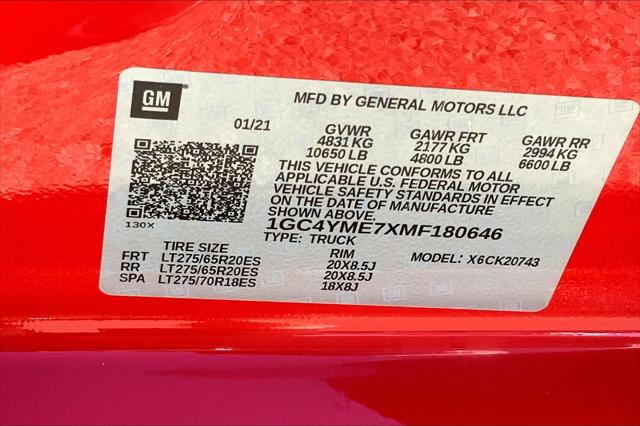 GM
MFD BY GENERAL MOTORS LLC
01/21 GVWR GAWR FRT GAWR RR
4831 KG 2177 KG 2994 KG
10650 LB 4800 LB 6600 LB
THIS VEHICLE CONFORMS TO ALL
APPLICABLE U.S. FEDERAL MOTOR
VEHICLE SAFETY STANDARDS IN EFFECT
ON THE DATE OF MANUFACTURE
SHOWN ABOVE.
130X 1GC4YME7XMF180646
TYPE: TRUCK MODEL: X6CK20743
TIRE SIZE RIM
FRT LT275/65R20ES 20X8.5J
RR LT275/65R20ES 20X8.5J
SPA LT275/70R18ES 18X8J